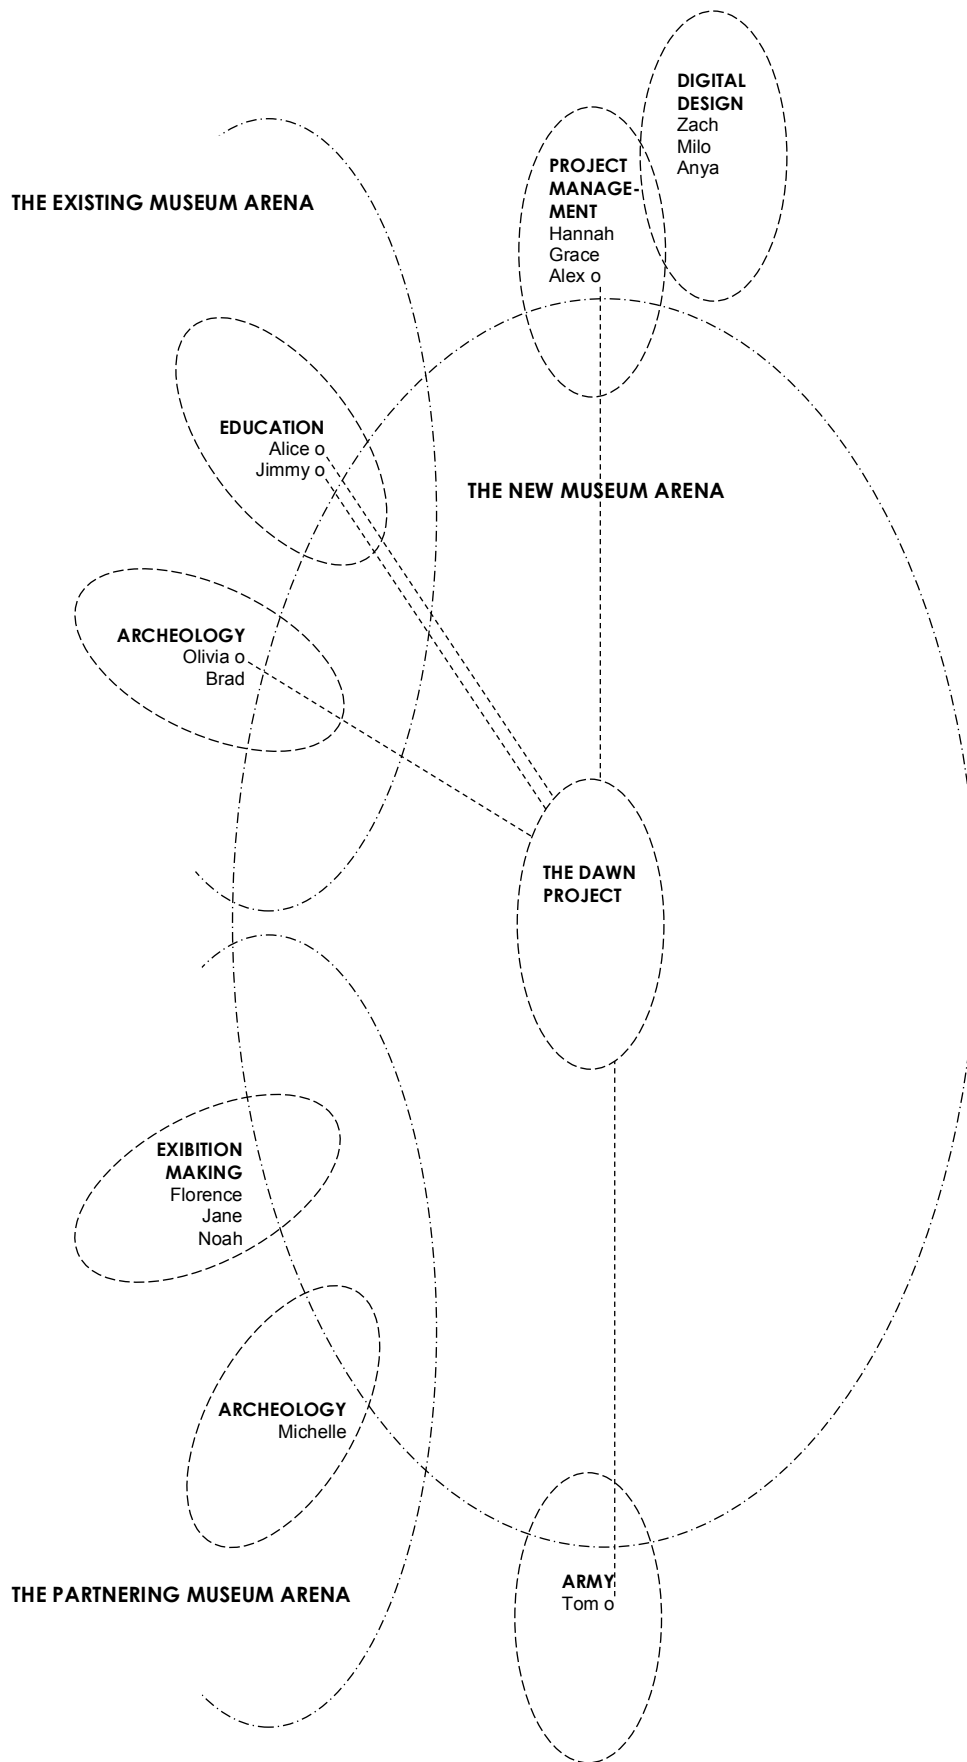 DIGITAL
DESIGN
Zach
Milo
Anya
PROJECT
MANAGE-
MENT
Hannah
Grace
Alex o
THE EXISTING MUSEUM ARENA
EDUCATION
Alice o
Jimmy o
THE NEW MUSEUM ARENA
ARCHEOLOGY
Olivia o
Brad
THE DAWN
PROJECT
EXIBITION
MAKING
Florence
Jane
Noah
ARCHEOLOGY
Michelle
THE PARTNERING MUSEUM ARENA
ARMY
Tom o